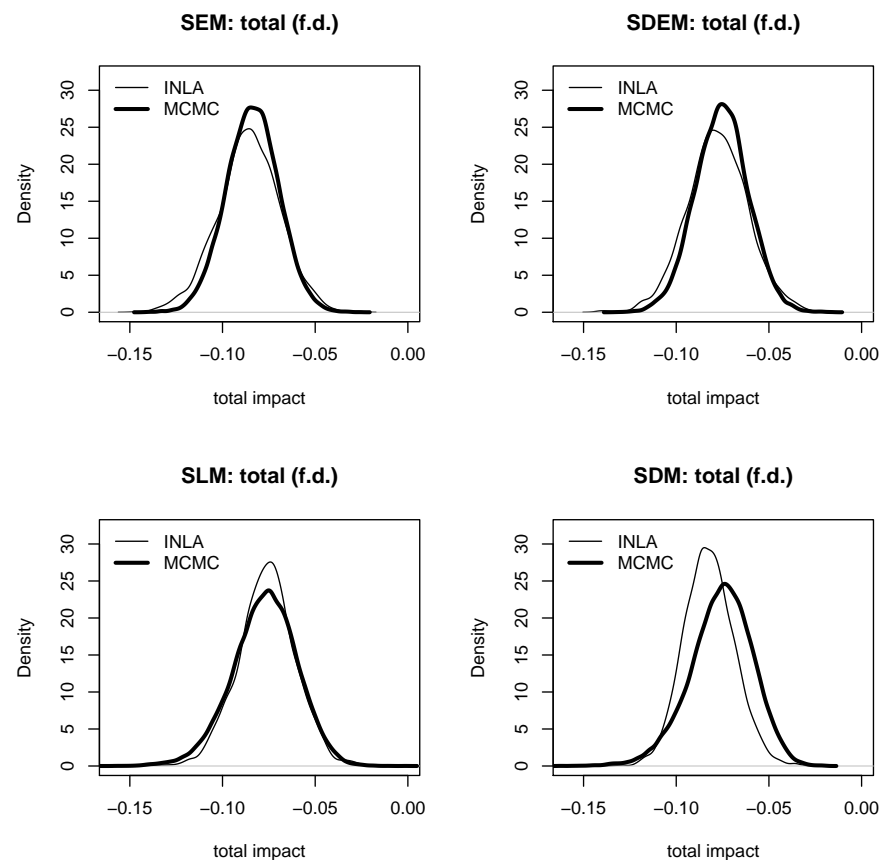 SEM: total (f.d.)
INLA
MCMC
Density
30
25
20
15
10
5
0
−0.15 −0.10 −0.05 0.00
total impact
SDEM: total (f.d.)
INLA
MCMC
Density
30
25
20
15
10
5
0
−0.15 −0.10 −0.05 0.00
total impact
SLM: total (f.d.)
INLA
MCMC
Density
30
25
20
15
10
5
0
−0.15 −0.10 −0.05 0.00
total impact
SDM: total (f.d.)
INLA
MCMC
Density
30
25
20
15
10
5
0
−0.15 −0.10 −0.05 0.00
total impact